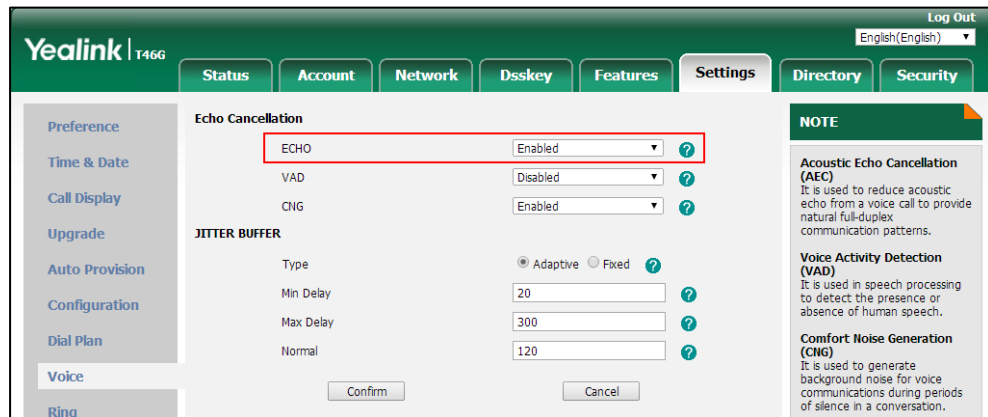 Log Out
Yealink | T46G
English(English)
Status Account Network Dsskey Features Settings Directory Security
Preference
Time & Date
Call Display
Upgrade
Auto Provision
Configuration
Dial Plan
Voice
Ring
Echo Cancellation
ECHO Enabled ?
VAD Disabled ?
CNG Enabled ?
JITTER BUFFER
Type Adaptive Fixed ?
Min Delay 20 ?
Max Delay 300 ?
Normal 120 ?
Confirm Cancel
NOTE
Acoustic Echo Cancellation
(AEC)
It is used to reduce acoustic
echo from a voice call to provide
natural full-duplex
communication patterns.
Voice Activity Detection
(VAD)
It is used in speech processing
to detect the presence or
absence of human speech.
Comfort Noise Generation
(CNG)
It is used to generate
background noise for voice
communications during periods
of silence in a conversation.